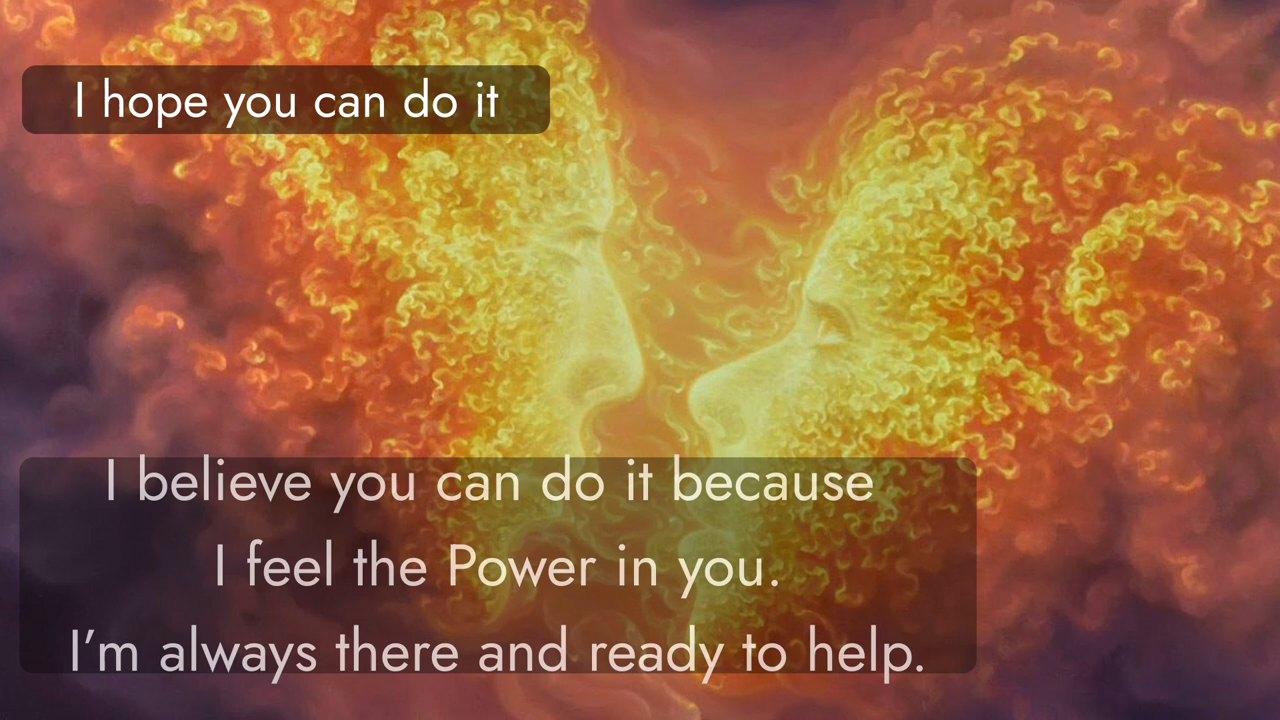 I hope you can do it
I believe you can do it because
I feel the Power in you.
I’m always there and ready to help.